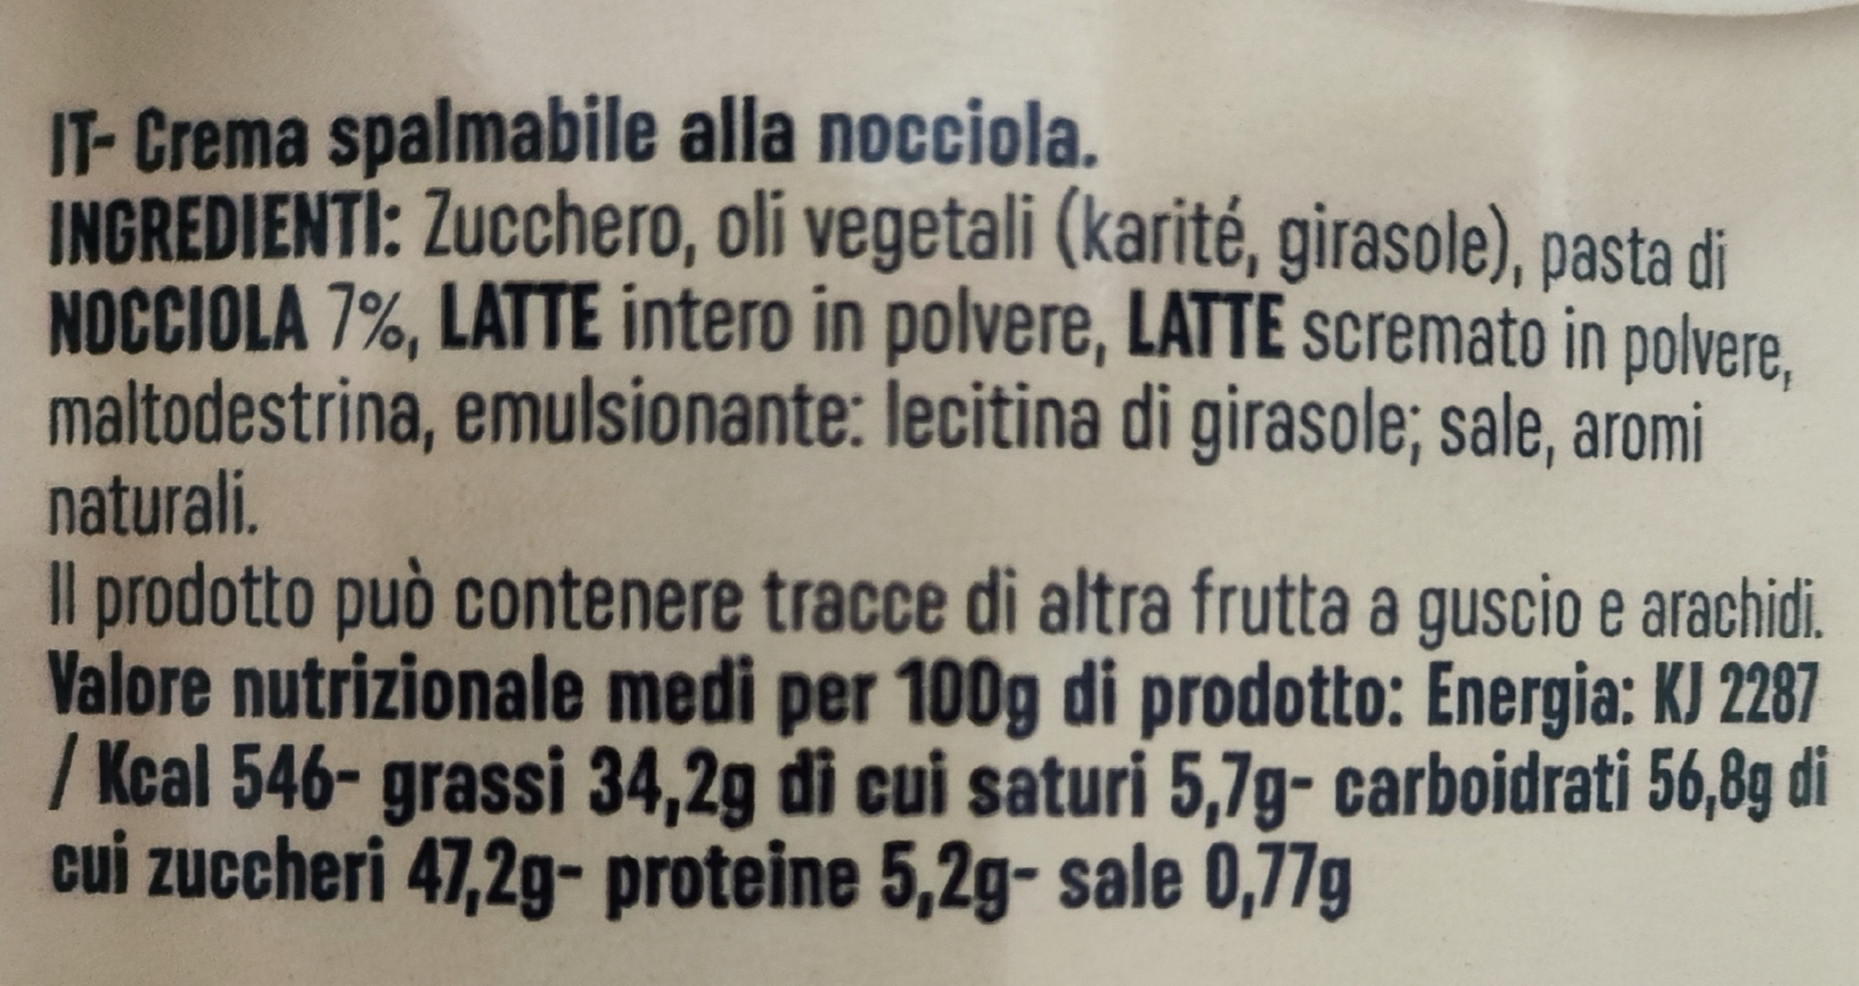 IT- Crema spalmabile alla nocciola.
INGREDIENTI: Zucchero, oli vegetali (karité, girasole), pasta di
NOCCIOLA 7%, LATTE intero in polvere, LATTE scremato in polvere,
maltodestrina, emulsionante: lecitina di girasole; sale, aromi
naturali.
Il prodotto può contenere tracce di altra frutta a guscio e arachidi.
Valore nutrizionale medi per 100g di prodotto: Energia: KJ 2287
/ Kcal 546- grassi 34,2g di cui saturi 5,7g- carboidrati 56,8g di
cui zuccheri 47,2g- proteine 5,2g- sale 0,77g